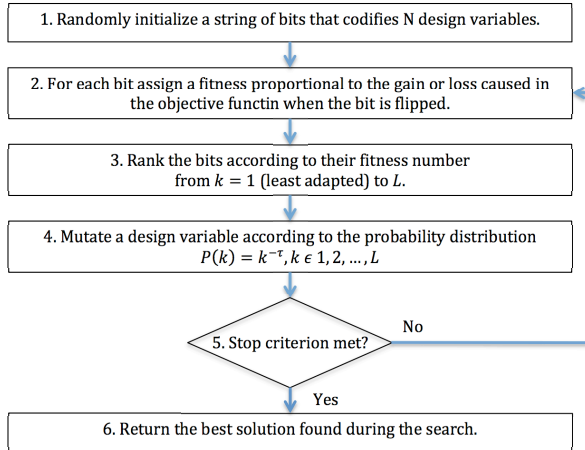 1. Randomly initialize a string of bits that codifies N design variables.
2. For each bit assign a fitness proportional to the gain or loss caused in
the objective functin when the bit is flipped.
3. Rank the bits according to their fitness number
from k = 1 (least adapted) to L.
4. Mutate a design variable according to the probability distribution
P(k) = k^{-τ}, k ϵ 1, 2, ... , L
5. Stop criterion met?
No
Yes
6. Return the best solution found during the search.